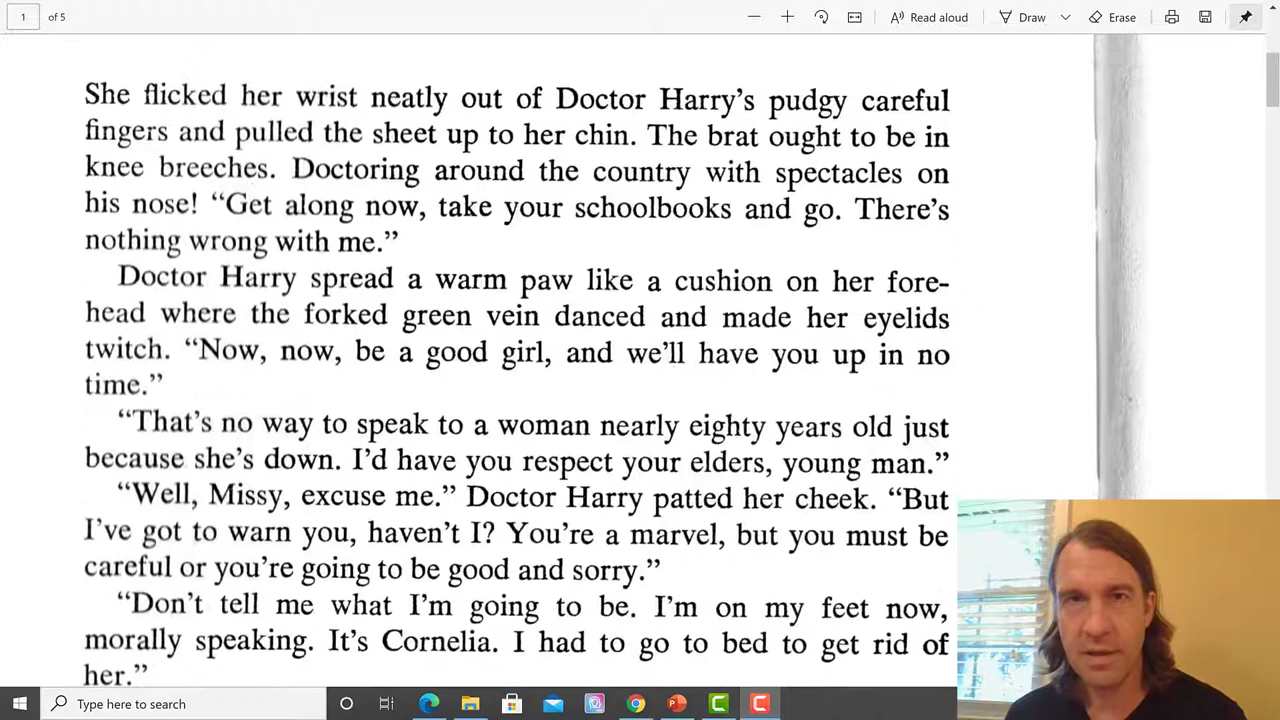 1 of 5
Read aloud
Draw
Erase
She flicked her wrist neatly out of Doctor Harry's pudgy careful
fingers and pulled the sheet up to her chin. The brat ought to be in
knee breeches. Doctoring around the country with spectacles on
his nose! “Get along now, take your schoolbooks and go. There's
nothing wrong with me.”
Doctor Harry spread a warm paw like a cushion on her fore-
head where the forked green vein danced and made her eyelids
twitch. “Now, now, be a good girl, and we'll have you up in no
time.”
“That's no way to speak to a woman nearly eighty years old just
because she's down. I'd have you respect your elders, young man.”
“Well, Missy, excuse me.” Doctor Harry patted her cheek. “But
I've got to warn you, haven't I? You're a marvel, but you must be
careful or you're going to be good and sorry.”
“Don't tell me what I'm going to be. I'm on my feet now,
morally speaking. It's Cornelia. I had to go to bed to get rid of
her.”
Type here to search